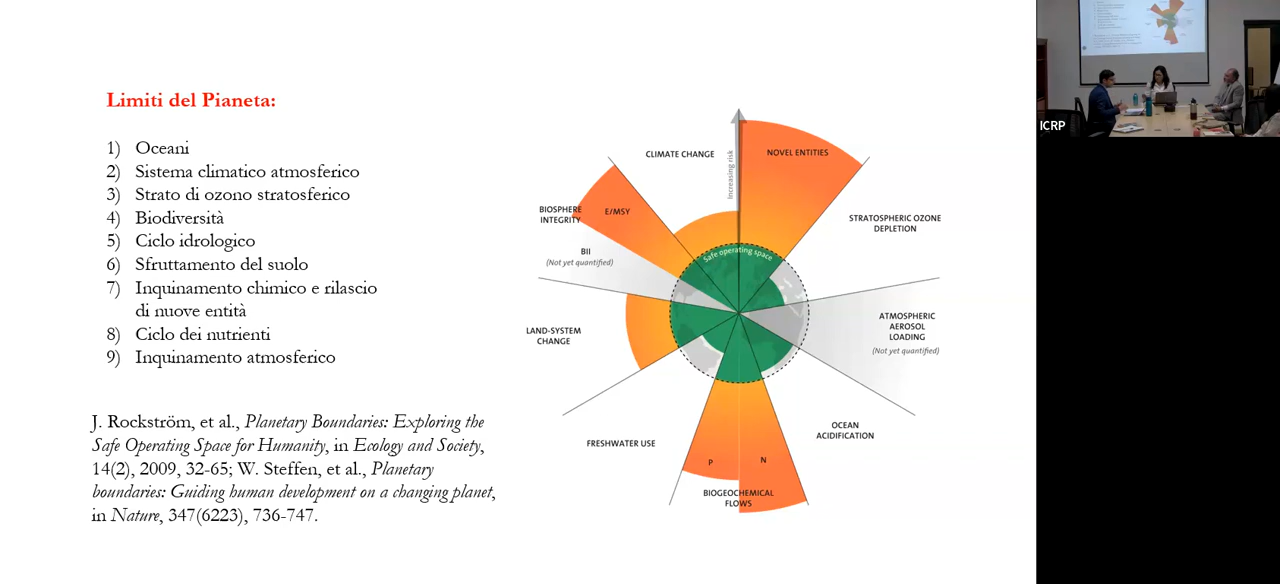 Limiti del Pianeta:
1) Oceani
2) Sistema climatico atmosferico
3) Strato di ozono stratosferico
4) Biodiversità
5) Ciclo idrologico
6) Sfruttamento del suolo
7) Inquinamento chimico e rilascio
di nuove entità
8) Ciclo dei nutrienti
9) Inquinamento atmosferico
J. Rockström, et al., Planetary Boundaries: Exploring the
Safe Operating Space for Humanity, in Ecology and Society,
14(2), 2009, 32-65; W. Steffen, et al., Planetary
boundaries: Guiding human development on a changing planet,
in Nature, 347(6223), 736-747.
CLIMATE CHANGE
Increasing risk
NOVEL ENTITIES
BIOSPHERE
INTEGRITY
E/MSY
STRATOSPHERIC OZONE
DEPLETION
BII
(Not yet quantified)
Safe operating space
LAND-SYSTEM
CHANGE
ATMOSPHERIC
AEROSOL
LOADING
(Not yet quantified)
FRESHWATER USE
OCEAN
ACIDIFICATION
P
N
BIOGEOCHEMICAL
FLOWS
ICRP